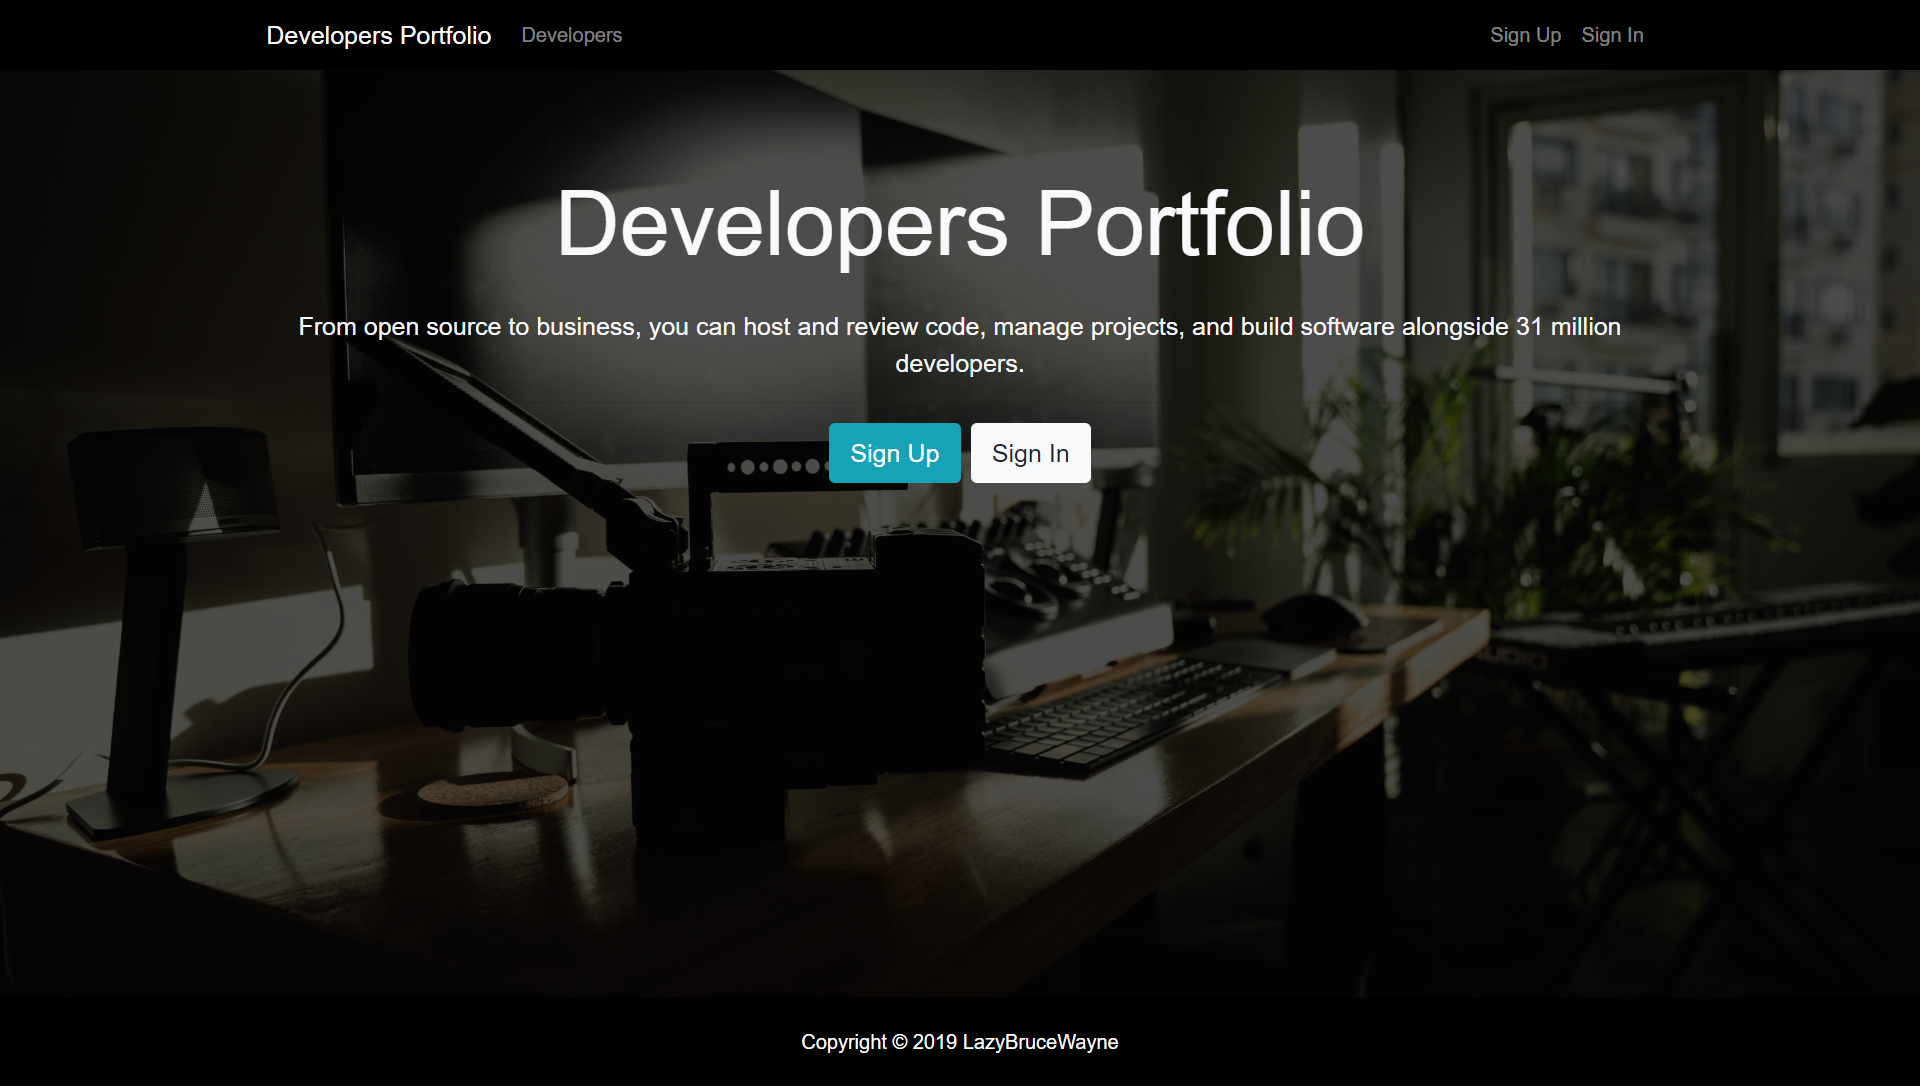 Developers Portfolio Developers Sign Up Sign In
Developers Portfolio
From open source to business, you can host and review code, manage projects, and build software alongside 31 million
developers.
Sign Up Sign In
Copyright © 2019 LazyBruceWayne